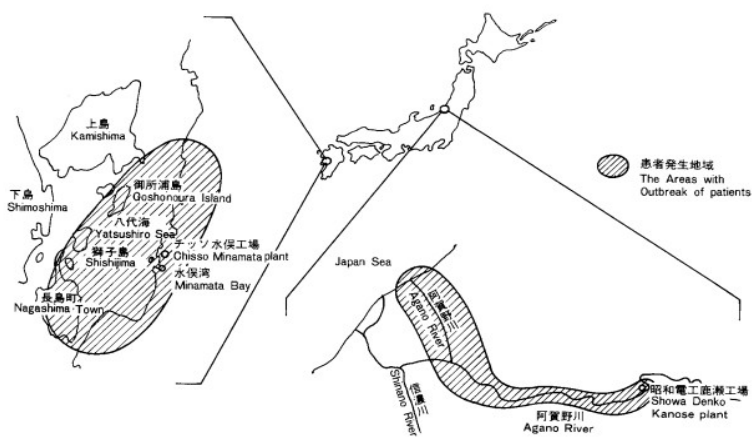 上島
Kamishima
御所浦島
Goshonoura Island
下島
Shimoshima
八代海
Yatsushiro Sea
チッソ水俣工場
Chisso Minamata plant
獅子島
Shishijima
水俣湾
Minamata Bay
長島町
Nagashima Town
患者発生地域
The Areas with
Outbreak of patients
Japan Sea
阿賀野川
Agano River
信濃川
Shinano River
阿賀野川
Agano River
昭和電工鹿瀬工場
Showa Denko
Kanose plant